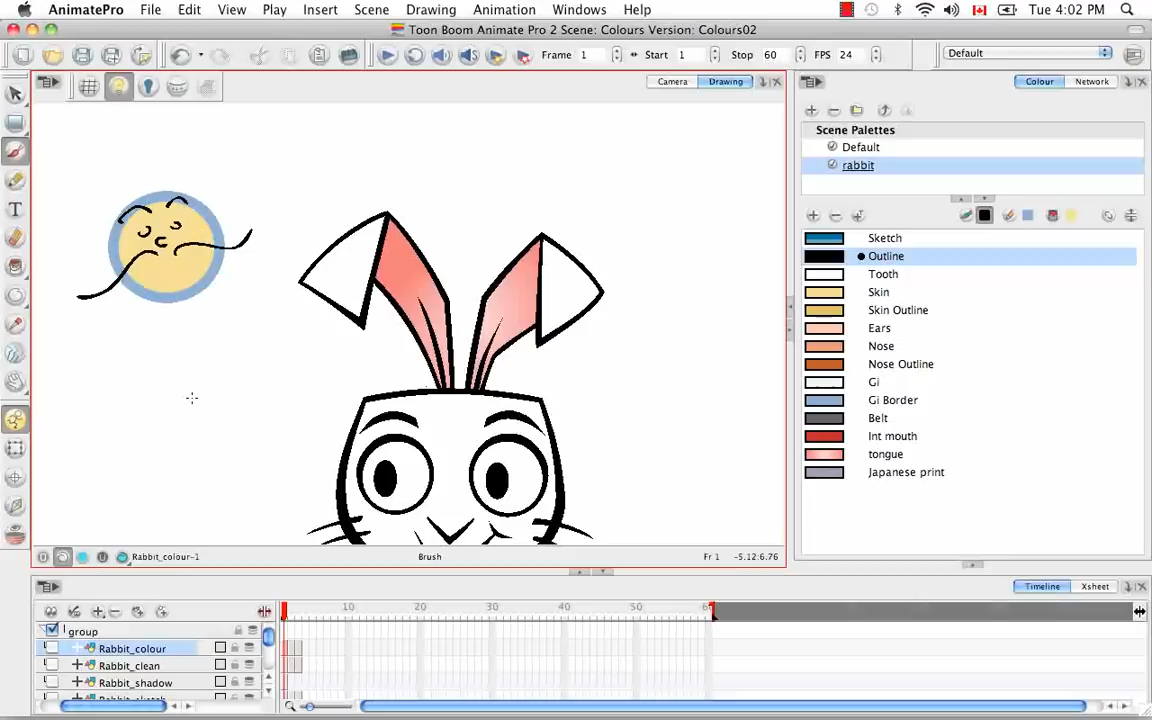 AnimatePro File Edit View Play Insert Scene Drawing Animation Windows Help Tue 4:02 PM
Toon Boom Animate Pro 2 Scene: Colours Version: Colours02
Frame 1 Start 1 Stop 60 FPS 24 Default
Camera Drawing Colour Network
Scene Palettes
Default
rabbit
Sketch
Outline
Tooth
Skin
Skin Outline
Ears
Nose
Nose Outline
Gi
Gi Border
Belt
Int mouth
tongue
Japanese print
Rabbit_colour-1 Brush Fr 1 -5.12:6.76
Timeline Xsheet
10 20 30 40 50
group
Rabbit_colour
Rabbit_clean
Rabbit_shadow